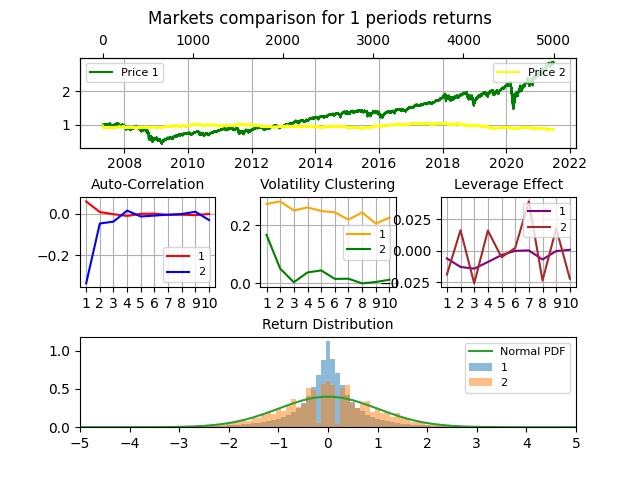 Markets comparison for 1 periods returns
0 1000 2000 3000 4000 5000
Price 1
Price 2
2
1
2008 2010 2012 2014 2016 2018 2020 2022
Auto-Correlation
0.0
−0.2
1
2
1 2 3 4 5 6 7 8 9 10
Volatility Clustering
0.2
0.0
1
2
1 2 3 4 5 6 7 8 9 10
Leverage Effect
0.025
0.000
−0.025
1
2
1 2 3 4 5 6 7 8 9 10
Return Distribution
1.0
0.5
0.0
Normal PDF
1
2
−5 −4 −3 −2 −1 0 1 2 3 4 5